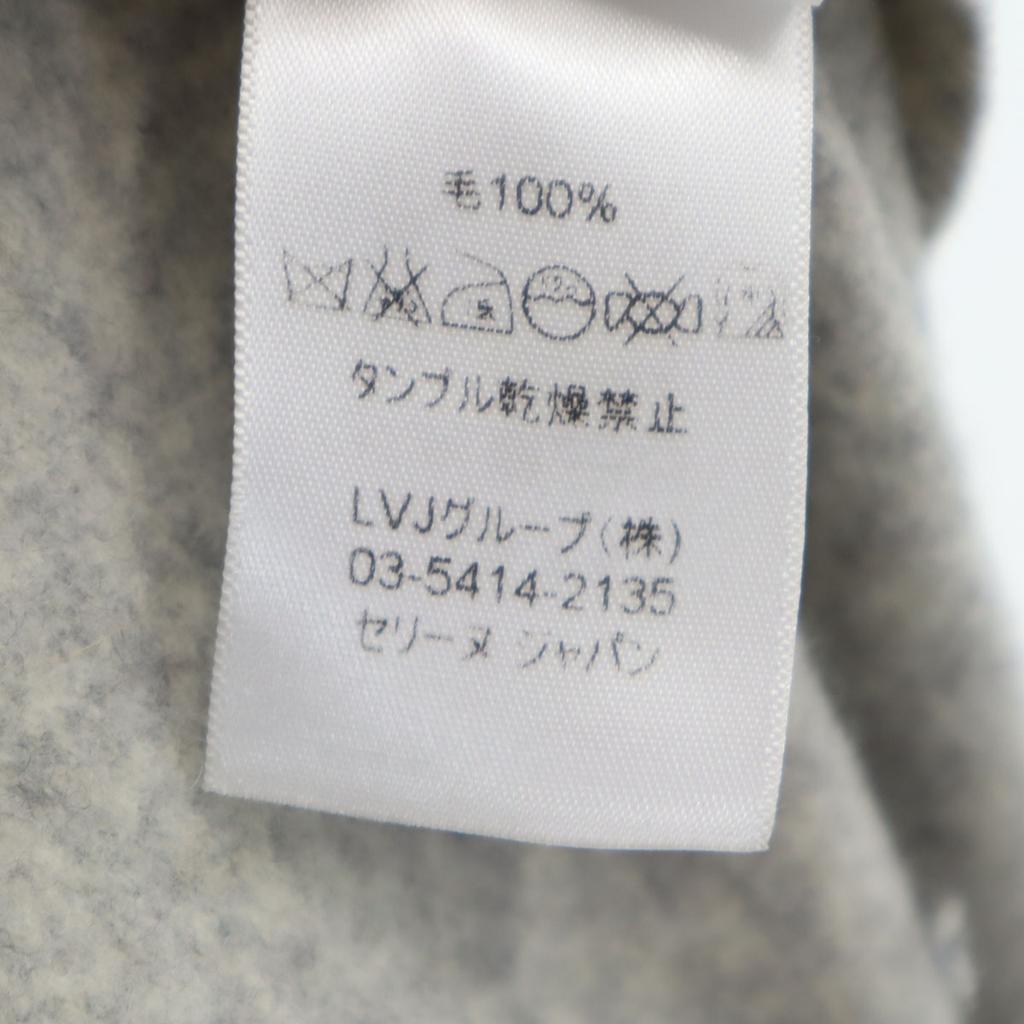 毛100%
タンブル乾燥禁止
LVJグループ(株)
03-5414-2135
セリーヌ ジャパン